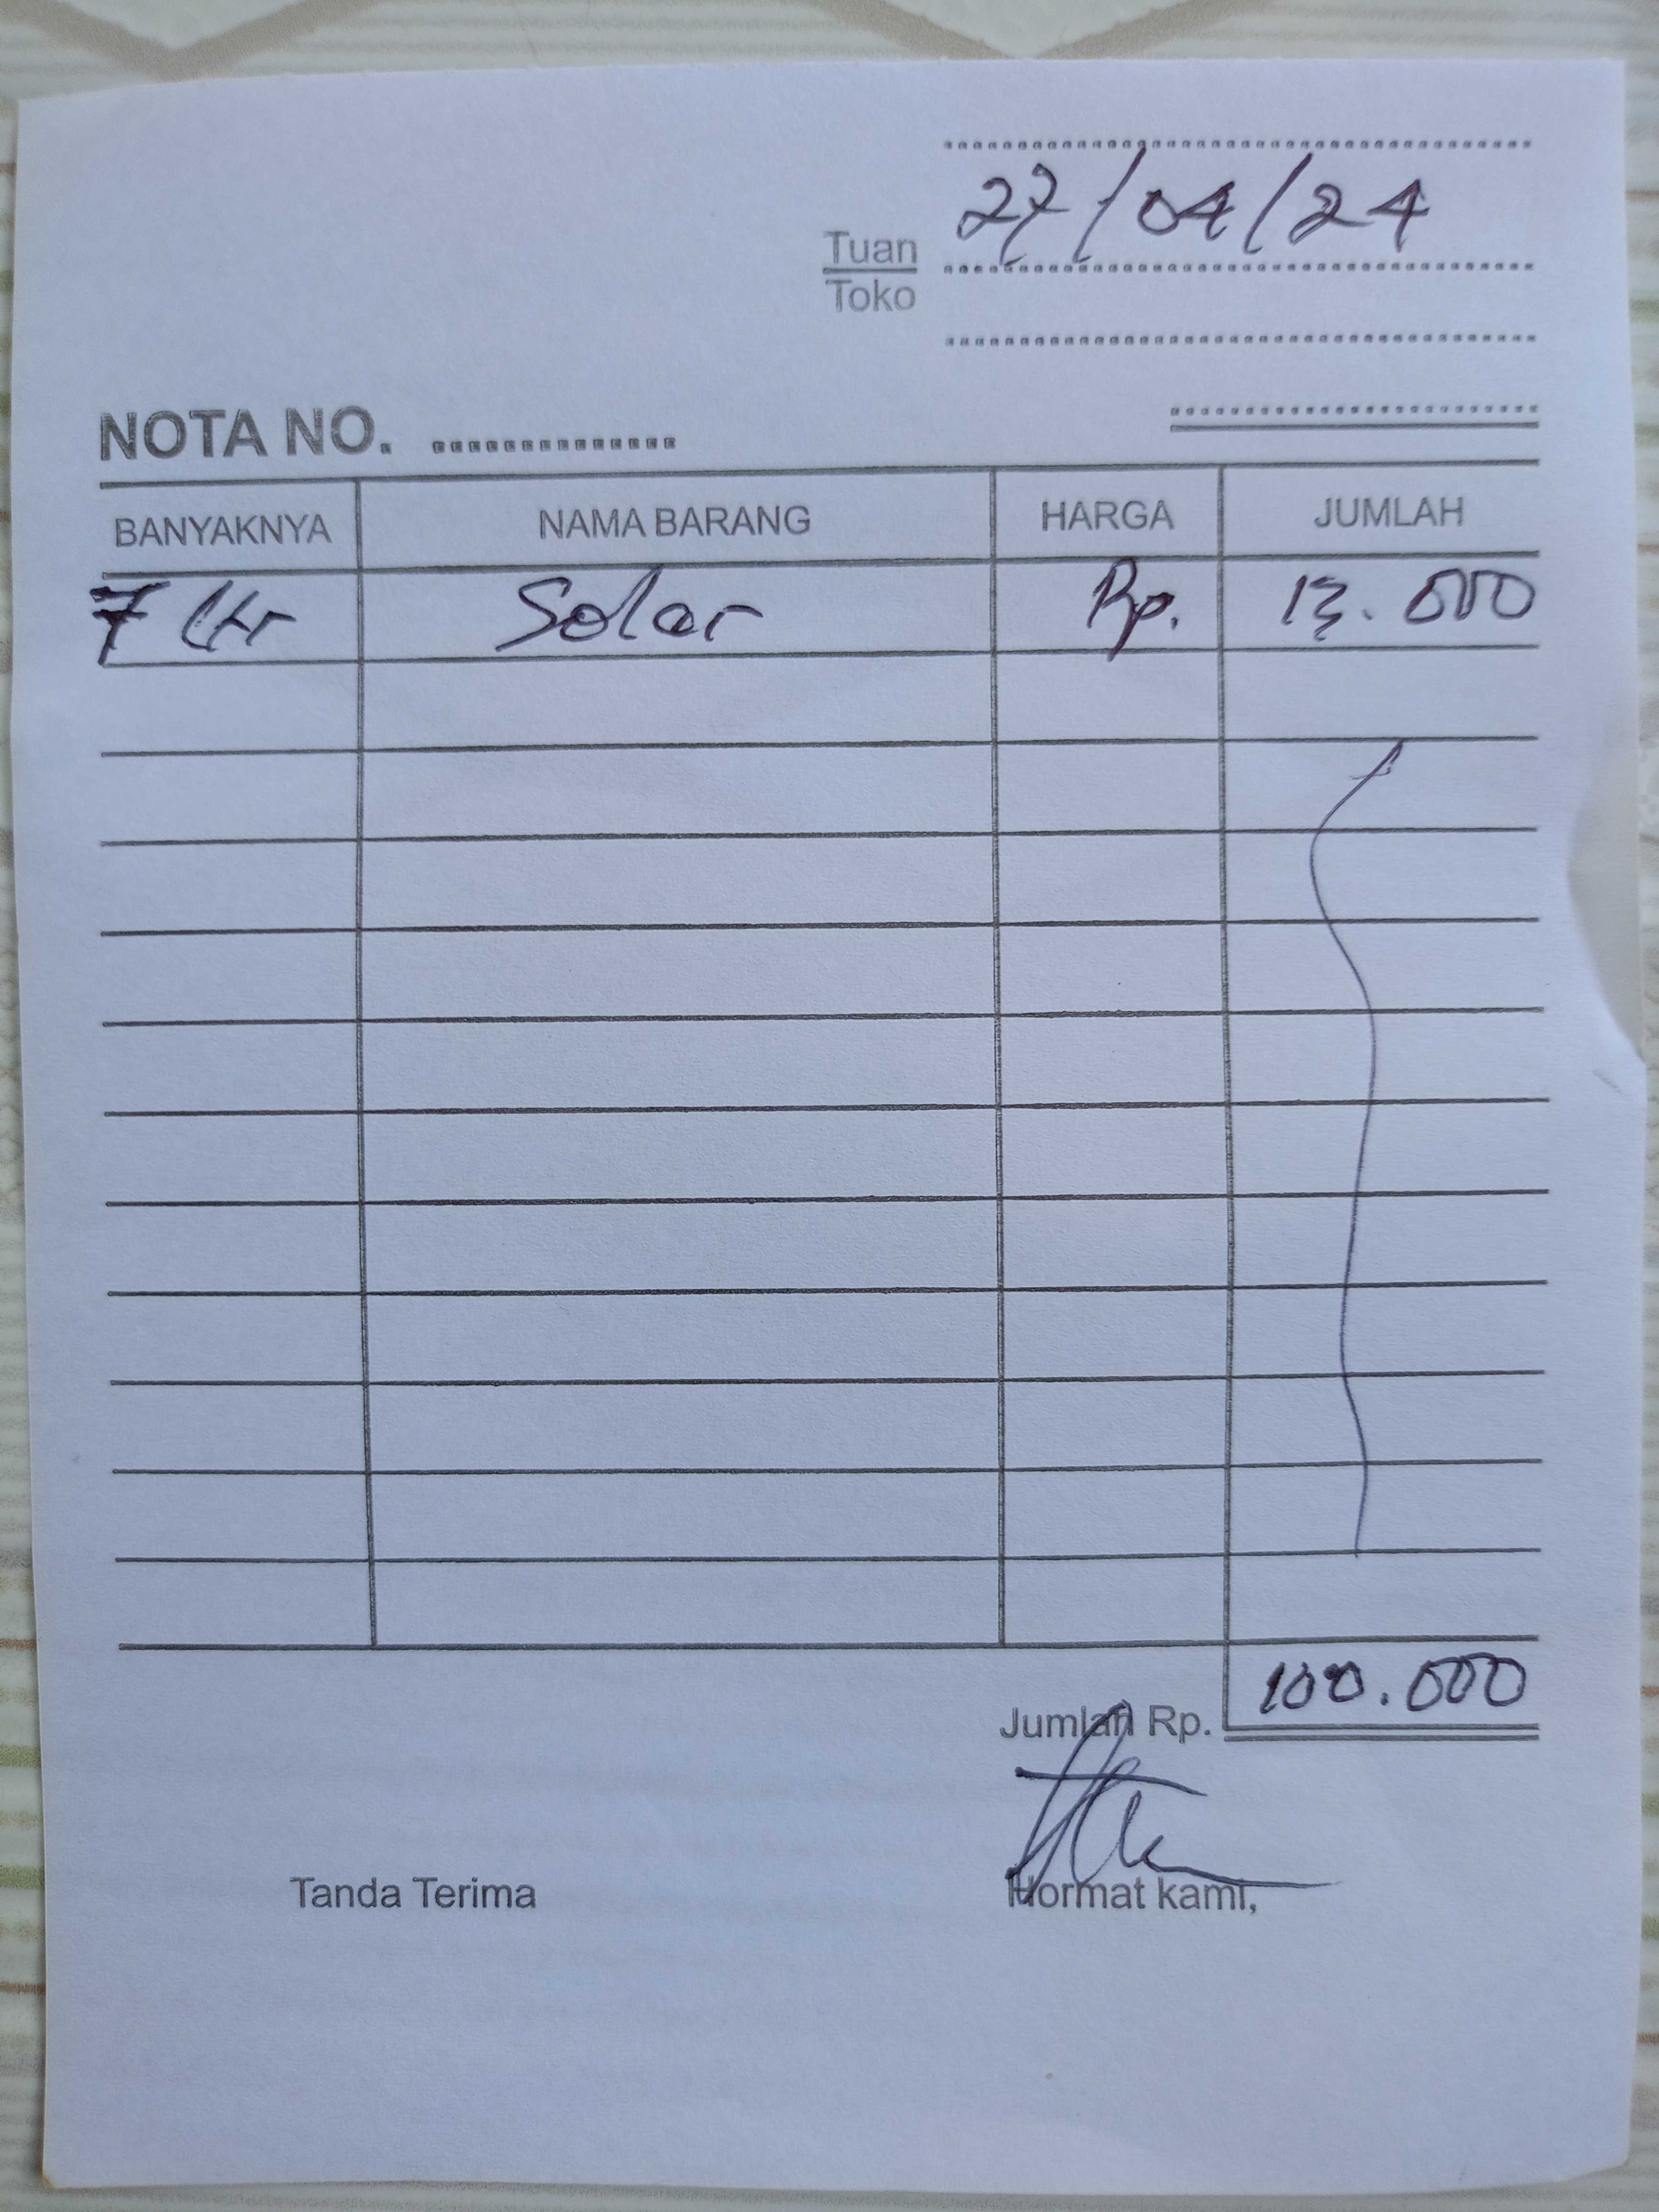 27/04/24
Tuan
Toko
NOTA NO.
BANYAKNYA NAMA BARANG HARGA JUMLAH
7 Ltr Solar Rp. 13.000
Jumlah Rp. 100.000
Tanda Terima Hormat kami,